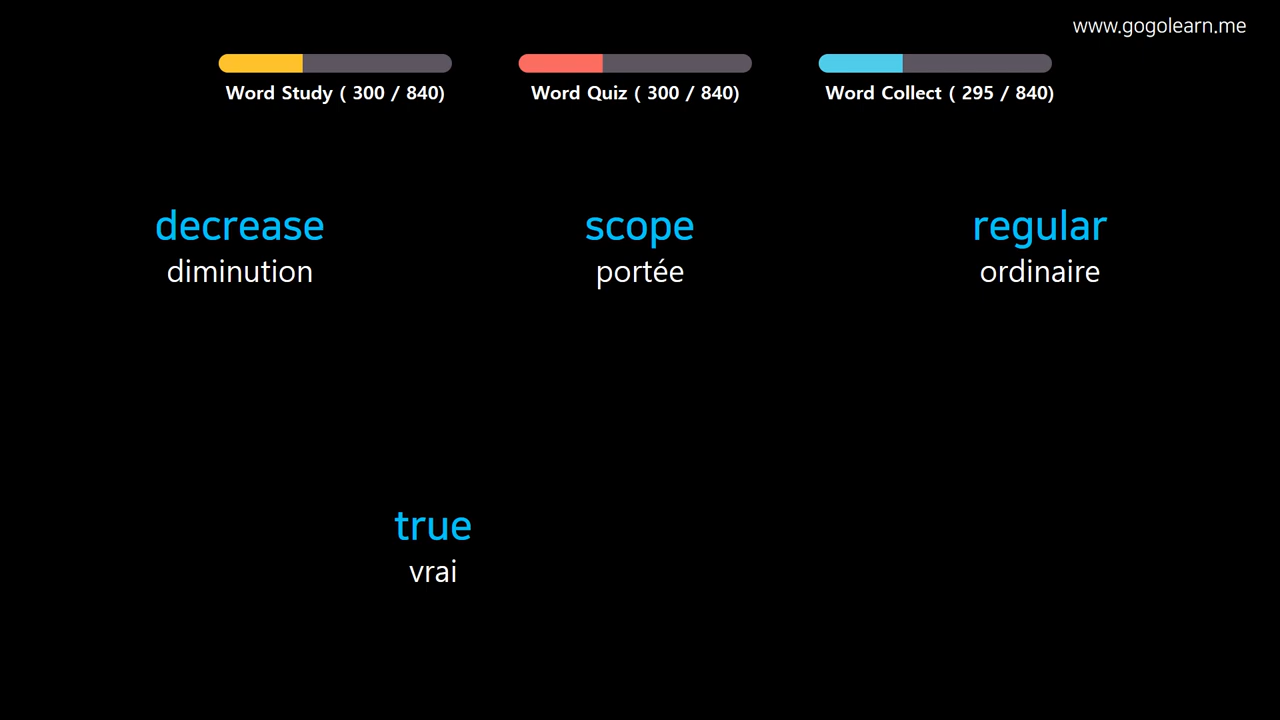 www.gogolearn.me
Word Study ( 300 / 840)
Word Quiz ( 300 / 840)
Word Collect ( 295 / 840)
decrease
diminution
scope
portée
regular
ordinaire
true
vrai